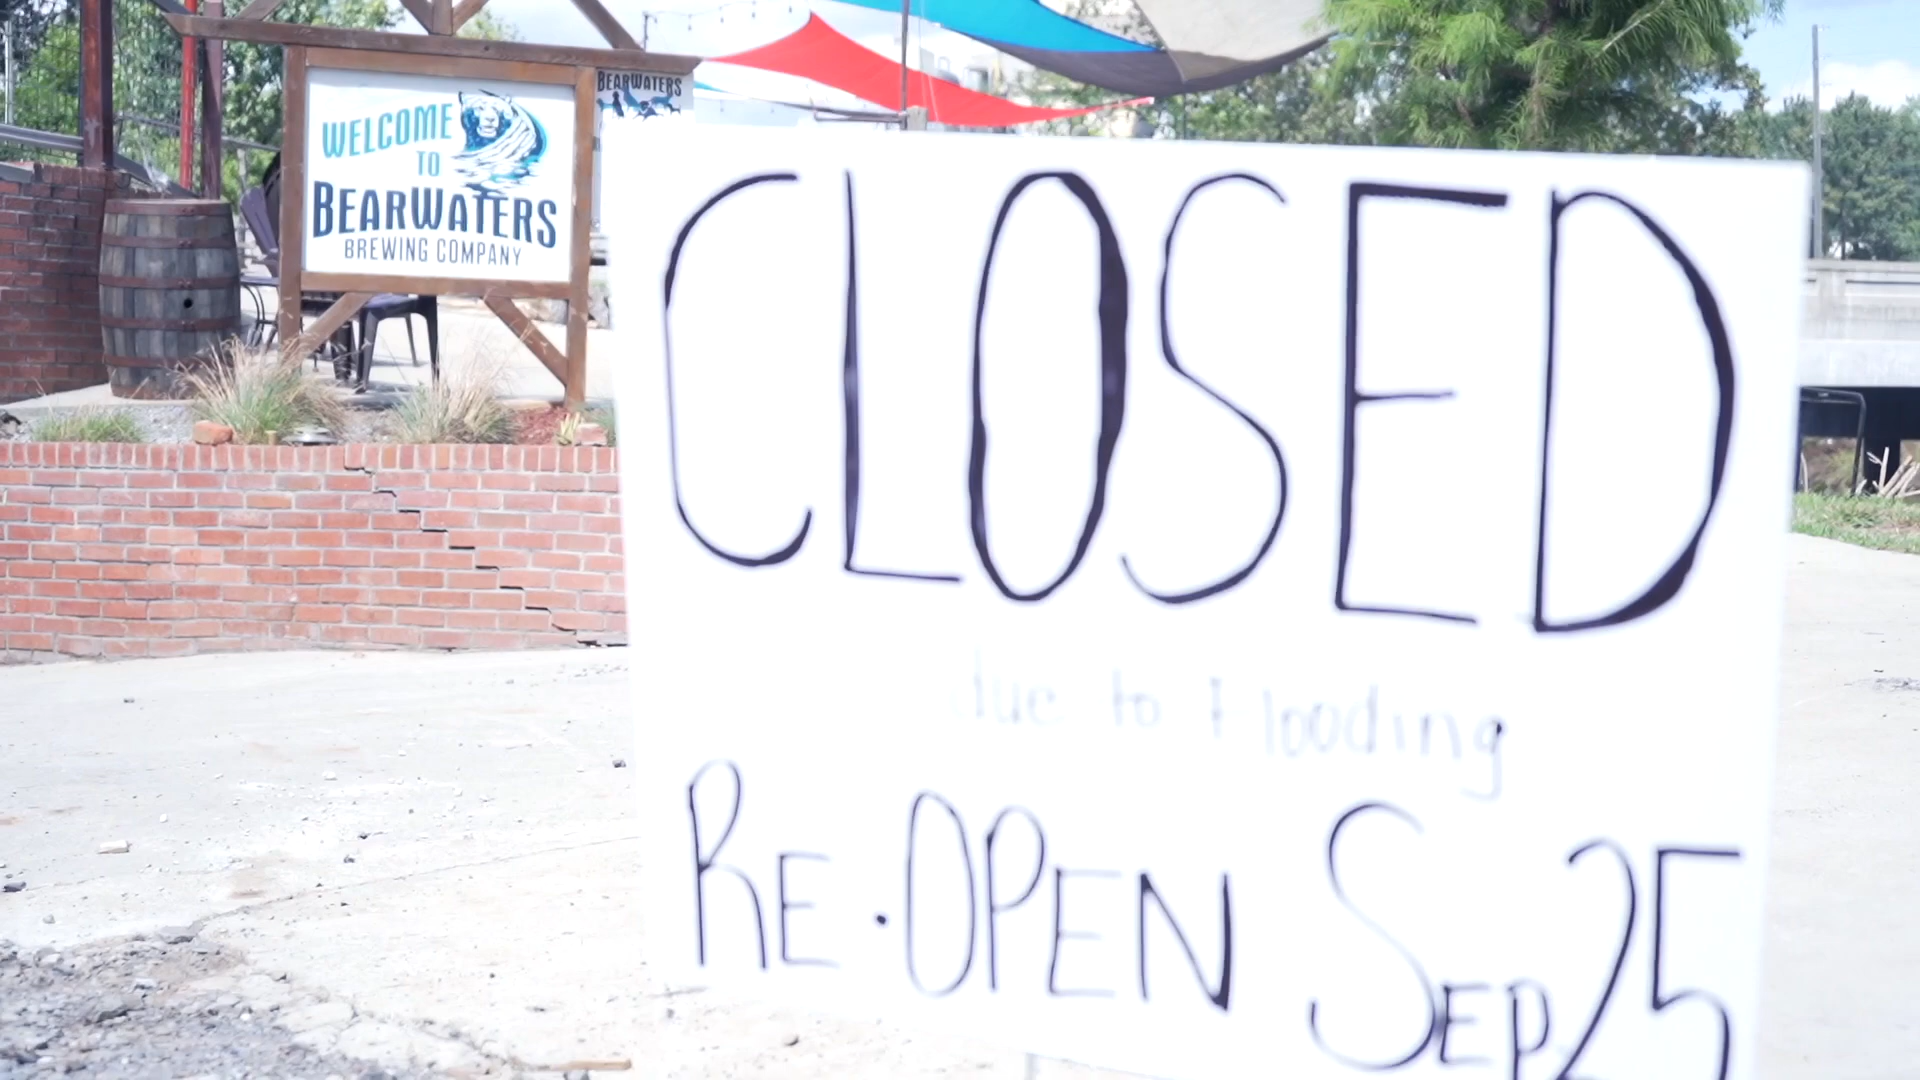 WELCOME
TO
BEARWATERS
BREWING COMPANY
BEARWATERS
CLOSED
due to Flooding
RE-OPEN SEP 25